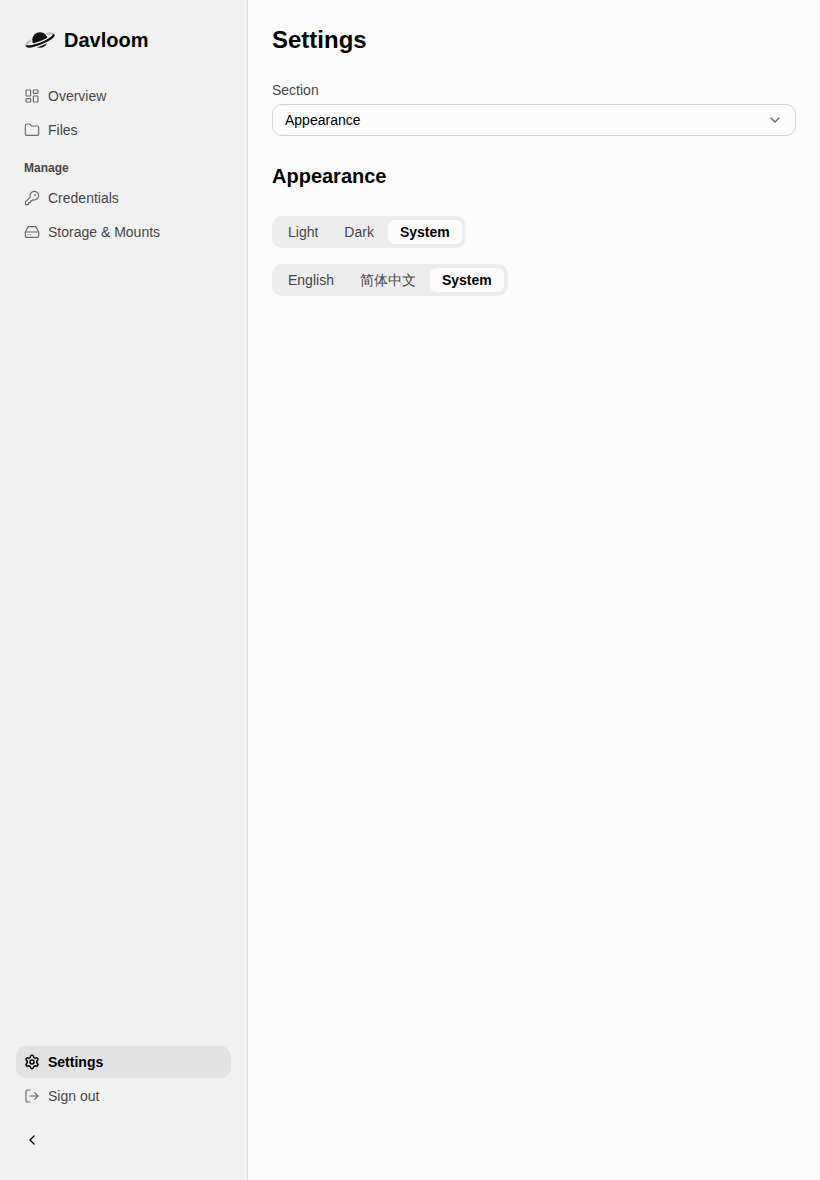 Davloom
Overview
Files
Manage
Credentials
Storage & Mounts
Settings
Sign out
Settings
Section
Appearance
Appearance
Light Dark System
English 简体中文 System